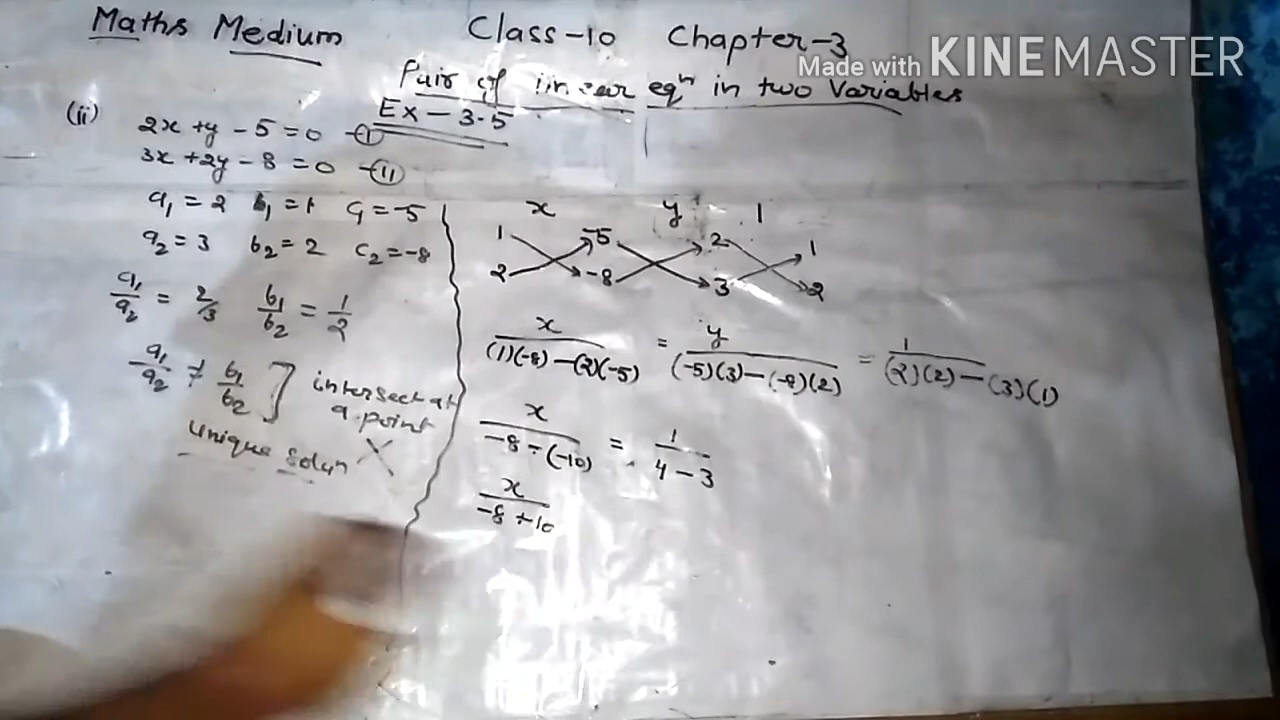 Maths Medium Class-10 Chapter-3
Made with KINEMASTER
Pair of linear eqⁿ in two Variables
Ex - 3.5
(ii) 2x + y - 5 = 0 -(I)
3x + 2y - 8 = 0 -(II)
a₁ = 2 b₁ = 1 c₁ = -5
a₂ = 3 b₂ = 2 c₂ = -8
a₁/a₂ = 2/3 b₁/b₂ = 1/2
a₁/a₂ ≠ b₁/b₂ ] intersect at
a point
unique soluⁿ
x y 1
1 -5 2 1
2 -8 3 2
x/((1)(-8) - (2)(-5)) = y/((-5)(3) - (-8)(2)) = 1/((2)(2) - (3)(1))
x/(-8 - (-10)) = 1/(4 - 3)
x/(-8 + 10)